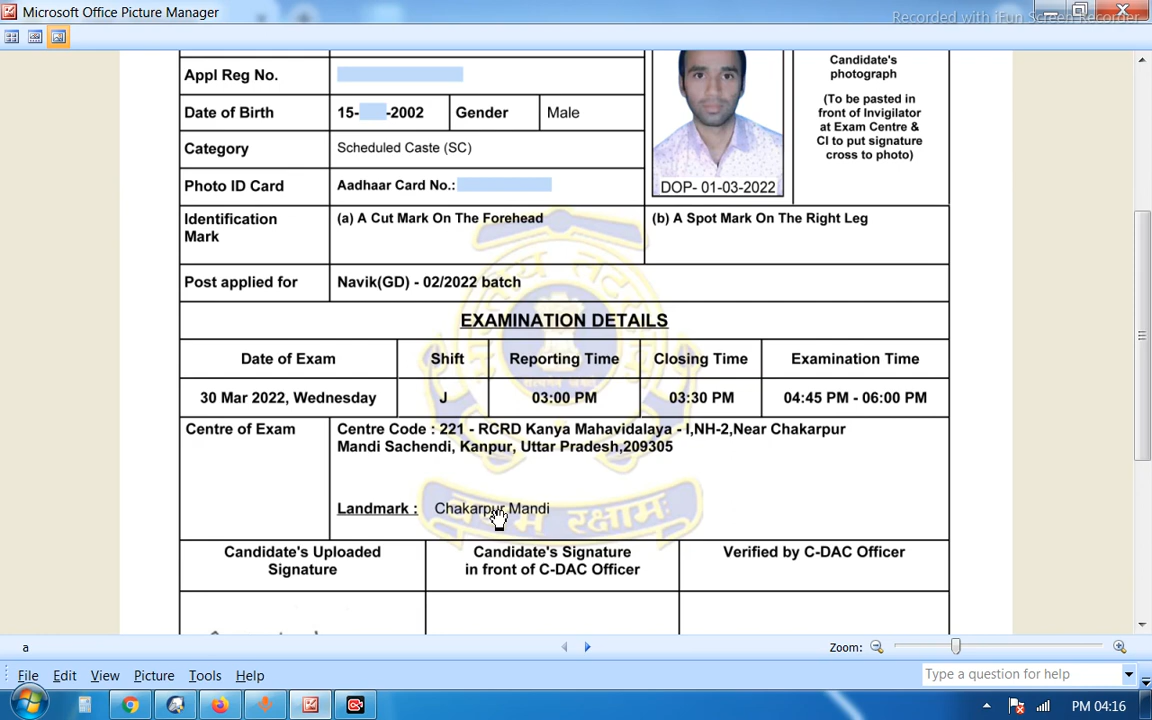 Microsoft Office Picture Manager
Recorded with iFun Screen Recorder
Appl Reg No.
Candidate's
photograph
(To be pasted in
front of Invigilator
at Exam Centre &
CI to put signature
cross to photo)
Date of Birth 15- -2002 Gender Male
Category Scheduled Caste (SC)
Photo ID Card Aadhaar Card No.:
DOP- 01-03-2022
Identification
Mark
(a) A Cut Mark On The Forehead (b) A Spot Mark On The Right Leg
Post applied for Navik(GD) - 02/2022 batch
EXAMINATION DETAILS
Date of Exam Shift Reporting Time Closing Time Examination Time
30 Mar 2022, Wednesday J 03:00 PM 03:30 PM 04:45 PM - 06:00 PM
Centre of Exam Centre Code : 221 - RCRD Kanya Mahavidalaya - I,NH-2,Near Chakarpur
Mandi Sachendi, Kanpur, Uttar Pradesh,209305
Landmark : Chakarpur Mandi
वयम् रक्षामः
Candidate's Uploaded
Signature
Candidate's Signature
in front of C-DAC Officer
Verified by C-DAC Officer
a
Zoom:
File Edit View Picture Tools Help
Type a question for help
PM 04:16